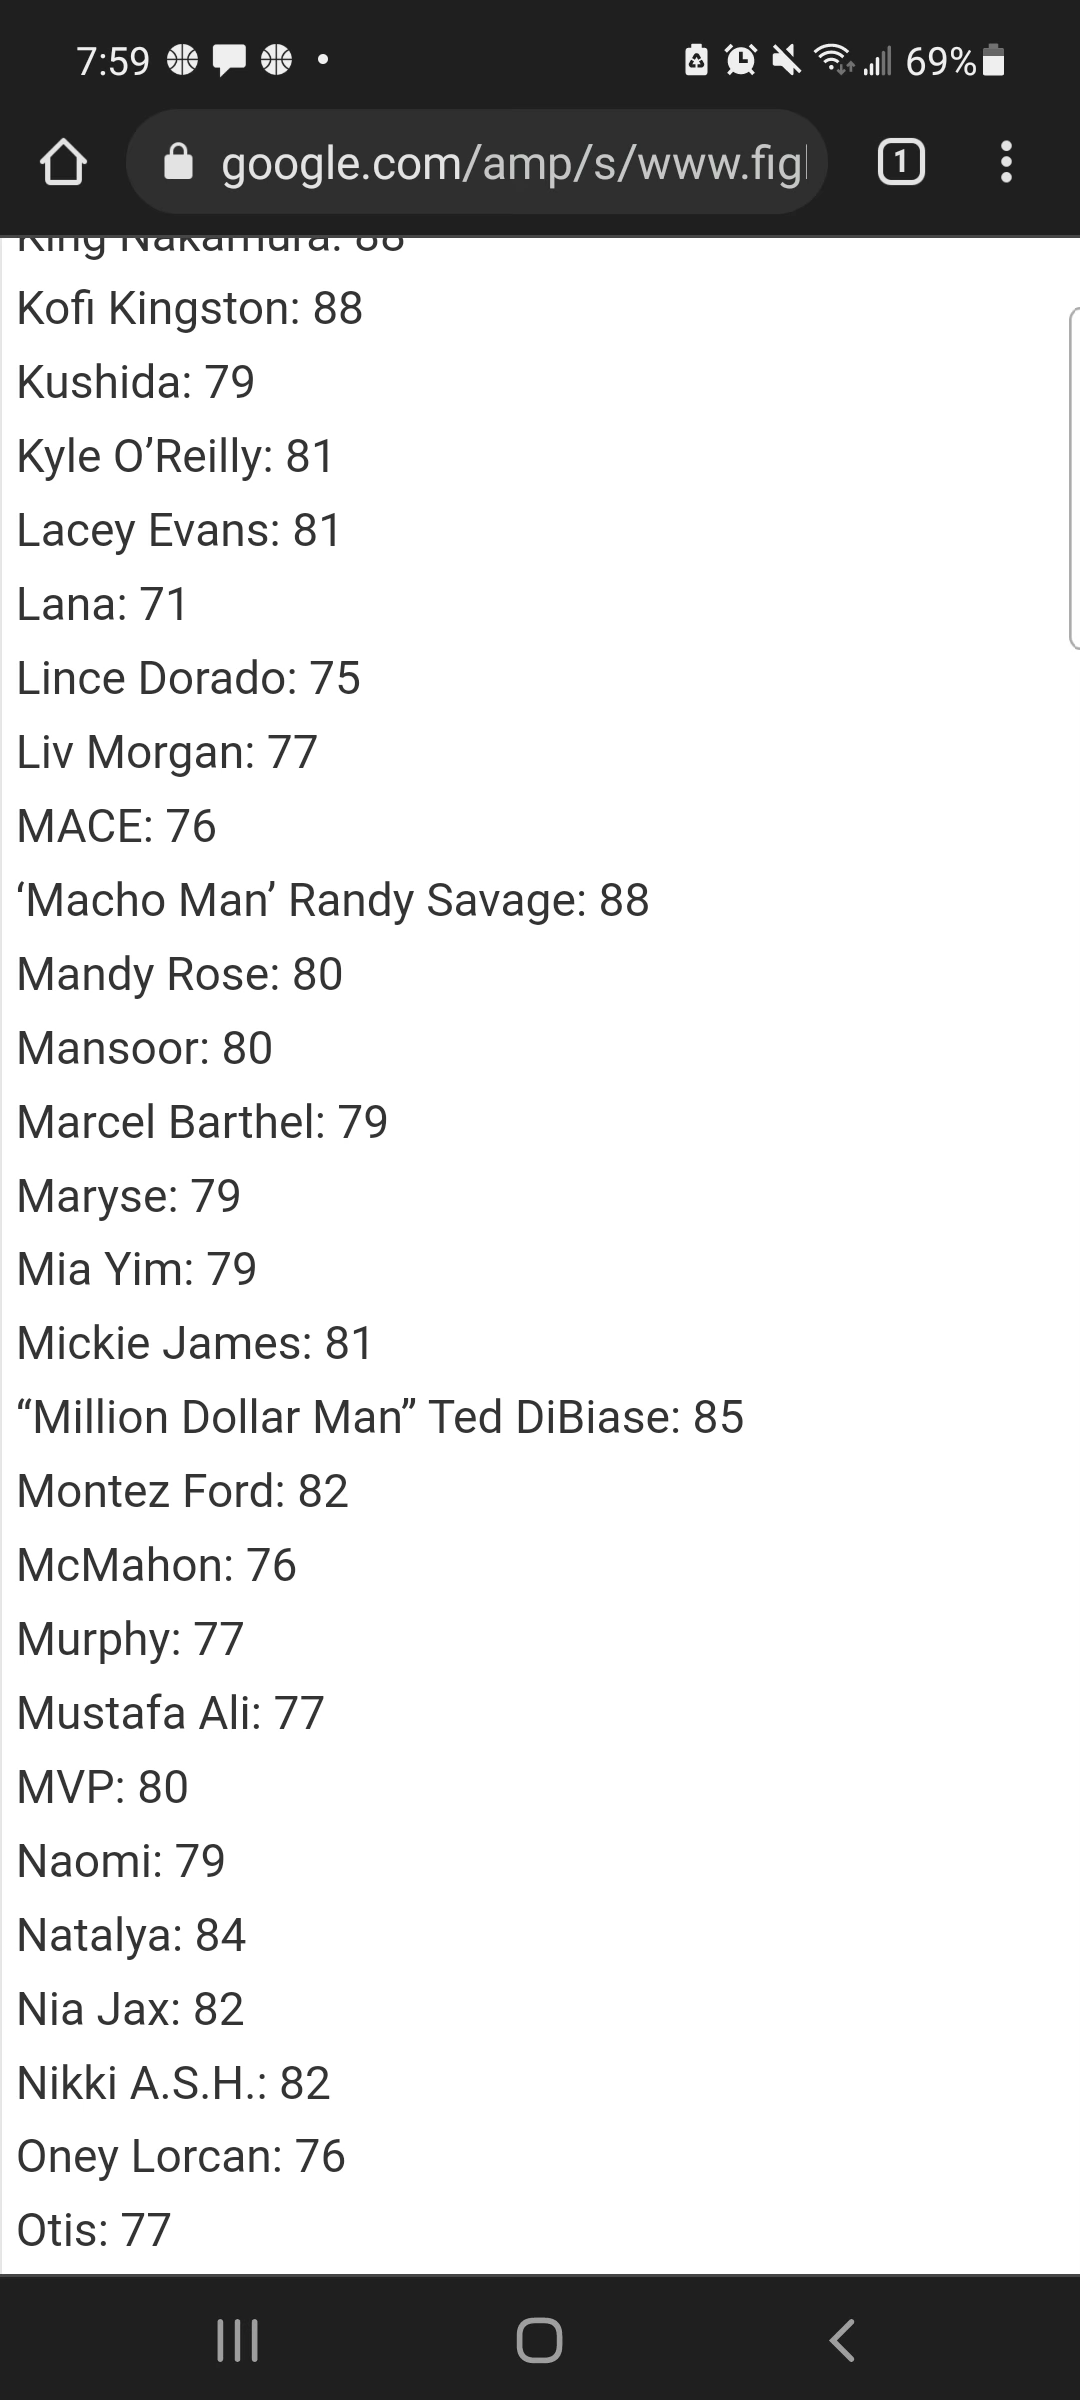 7:59
69%
google.com/amp/s/www.fig
1
King Nakamura: 88
Kofi Kingston: 88
Kushida: 79
Kyle O’Reilly: 81
Lacey Evans: 81
Lana: 71
Lince Dorado: 75
Liv Morgan: 77
MACE: 76
‘Macho Man’ Randy Savage: 88
Mandy Rose: 80
Mansoor: 80
Marcel Barthel: 79
Maryse: 79
Mia Yim: 79
Mickie James: 81
“Million Dollar Man” Ted DiBiase: 85
Montez Ford: 82
McMahon: 76
Murphy: 77
Mustafa Ali: 77
MVP: 80
Naomi: 79
Natalya: 84
Nia Jax: 82
Nikki A.S.H.: 82
Oney Lorcan: 76
Otis: 77